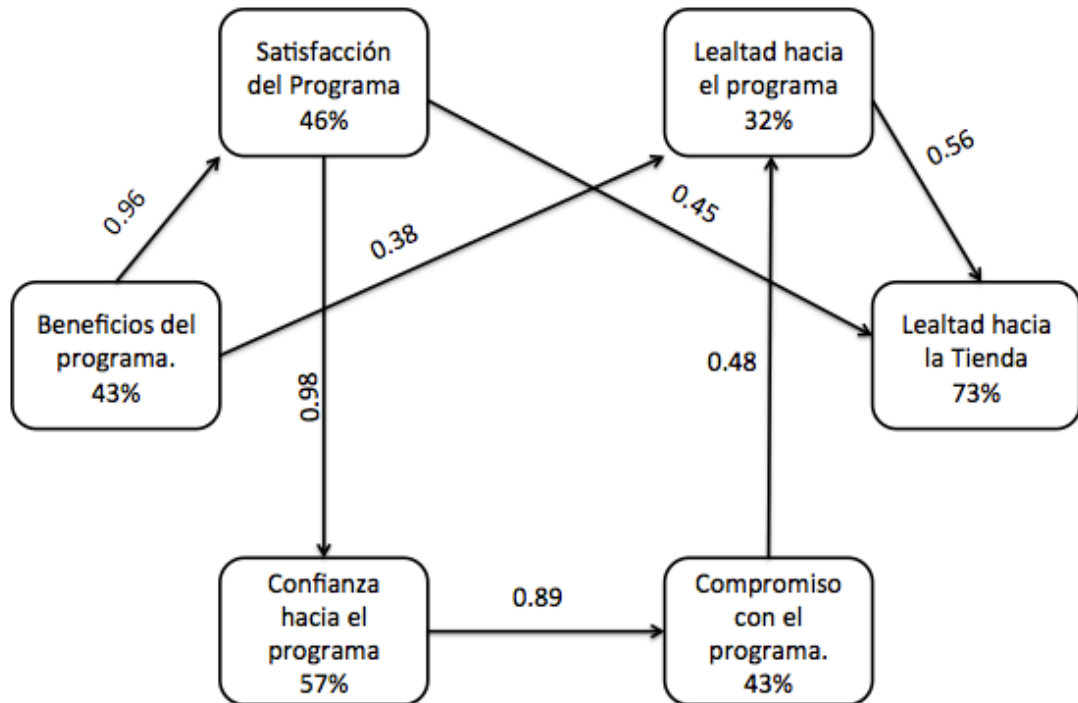 Satisfacción
del Programa
46%
Lealtad hacia
el programa
32%
0.96
0.38
0.45
0.56
Beneficios del
programa.
43%
Lealtad hacia
la Tienda
73%
0.98
0.48
Confianza
hacia el
programa
57%
0.89
Compromiso
con el
programa.
43%